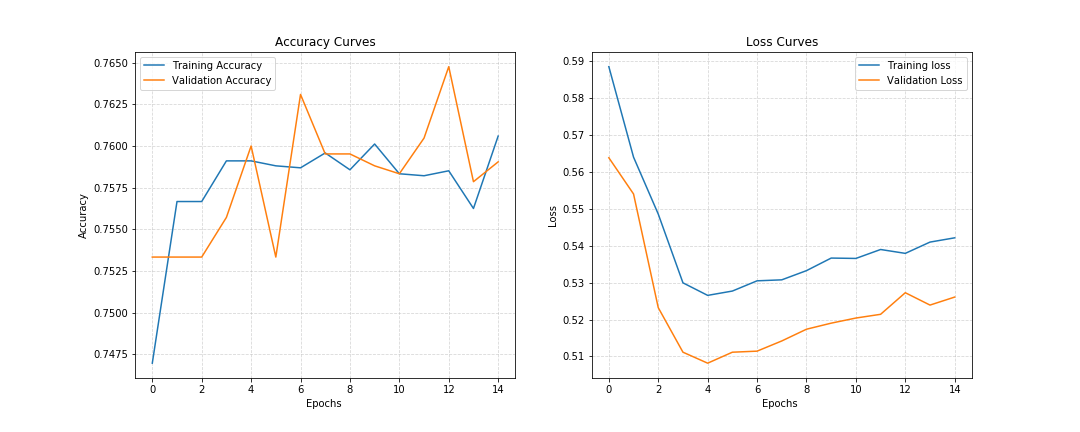 Accuracy Curves
Training Accuracy
Validation Accuracy
0.7650
0.7625
0.7600
0.7575
0.7550
0.7525
0.7500
0.7475
Accuracy
0 2 4 6 8 10 12 14
Epochs
Loss Curves
Training loss
Validation Loss
0.59
0.58
0.57
0.56
0.55
0.54
0.53
0.52
0.51
Loss
0 2 4 6 8 10 12 14
Epochs